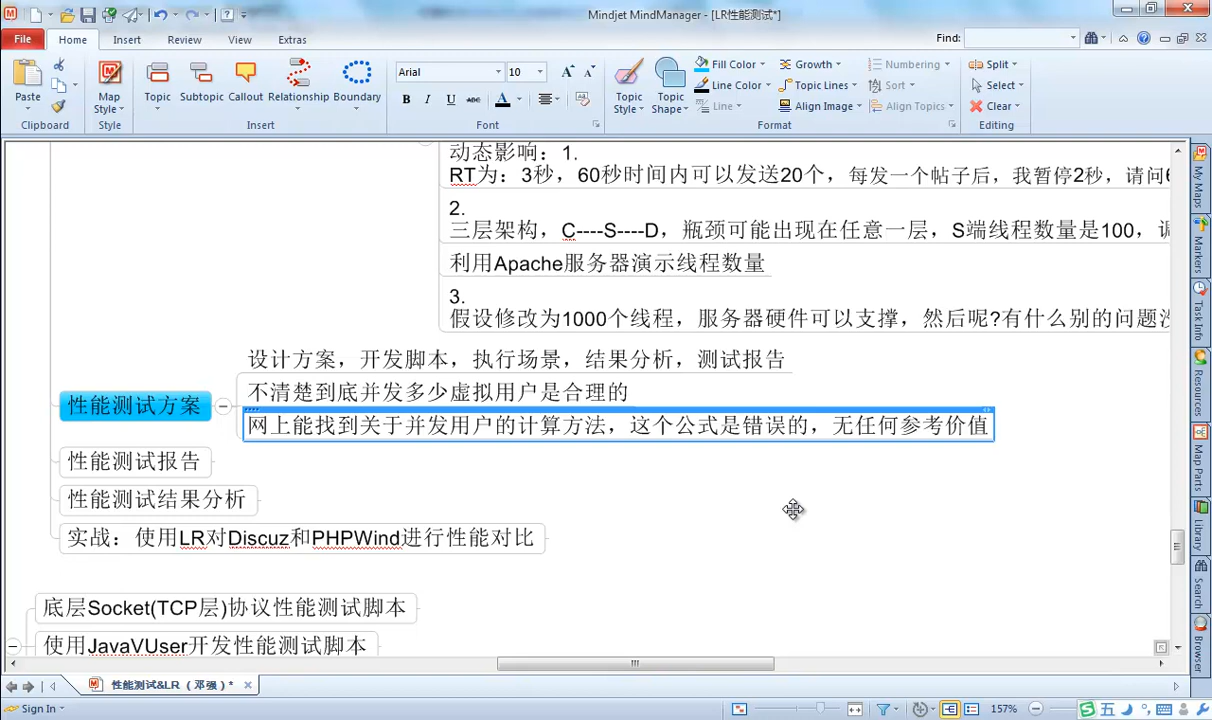 Mindjet MindManager - [LR性能测试*]
File Home Insert Review View Extras
Find:
Paste
Map Style
Topic Subtopic Callout Relationship Boundary
Arial 10
B I U abc A
Topic Style Topic Shape
Fill Color Growth Numbering
Line Color Topic Lines Sort
Line Align Image Align Topics
Split
Select
Clear
Clipboard Style Insert Font Format Editing
动态影响：1.
RT为：3秒，60秒时间内可以发送20个，每发一个帖子后，我暂停2秒，请问6
2.
三层架构，C----S----D，瓶颈可能出现在任意一层，S端线程数量是100，调
利用Apache服务器演示线程数量
3.
假设修改为1000个线程，服务器硬件可以支撑，然后呢?有什么别的问题没
设计方案，开发脚本，执行场景，结果分析，测试报告
性能测试方案
不清楚到底并发多少虚拟用户是合理的
网上能找到关于并发用户的计算方法，这个公式是错误的，无任何参考价值
性能测试报告
性能测试结果分析
实战：使用LR对Discuz和PHPWind进行性能对比
底层Socket(TCP层)协议性能测试脚本
使用JavaVUser开发性能测试脚本
My Maps
Markers
Task Info
Resources
Map Parts
Library
Search
Browser
性能测试&LR（邓强）*
Sign In
157%
五